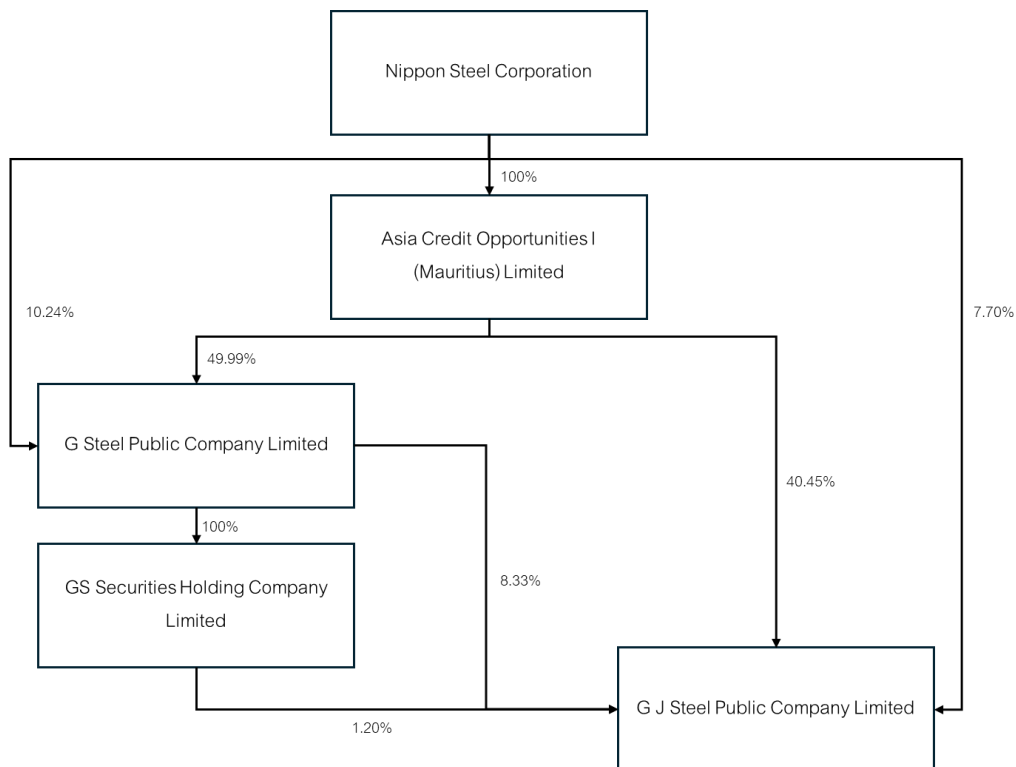 Nippon Steel Corporation
100%
Asia Credit Opportunities I
(Mauritius) Limited
10.24%
7.70%
49.99%
G Steel Public Company Limited
40.45%
100%
8.33%
GS Securities Holding Company
Limited
G J Steel Public Company Limited
1.20%